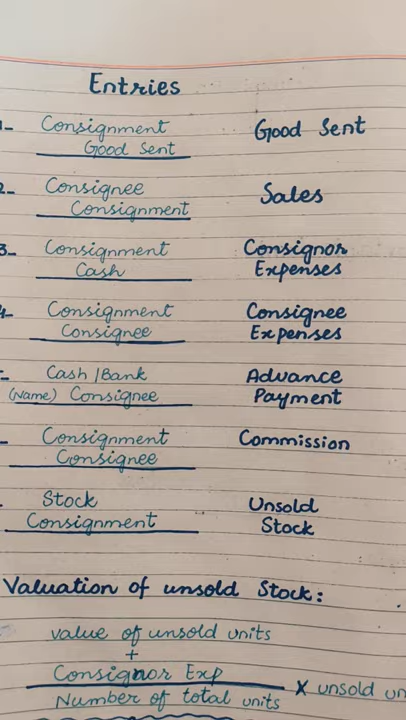 Entries
1- Consignment Good Sent
Good Sent
2- Consignee Sales
Consignment
3- Consignment Consignor
Cash Expenses
4- Consignment Consignee
Consignee Expenses
- Cash/Bank Advance
(Name) Consignee Payment
- Consignment Commission
Consignee
Stock Unsold
Consignment Stock
Valuation of unsold Stock:
value of unsold units
+
Consignor Exp
Number of total units X unsold un